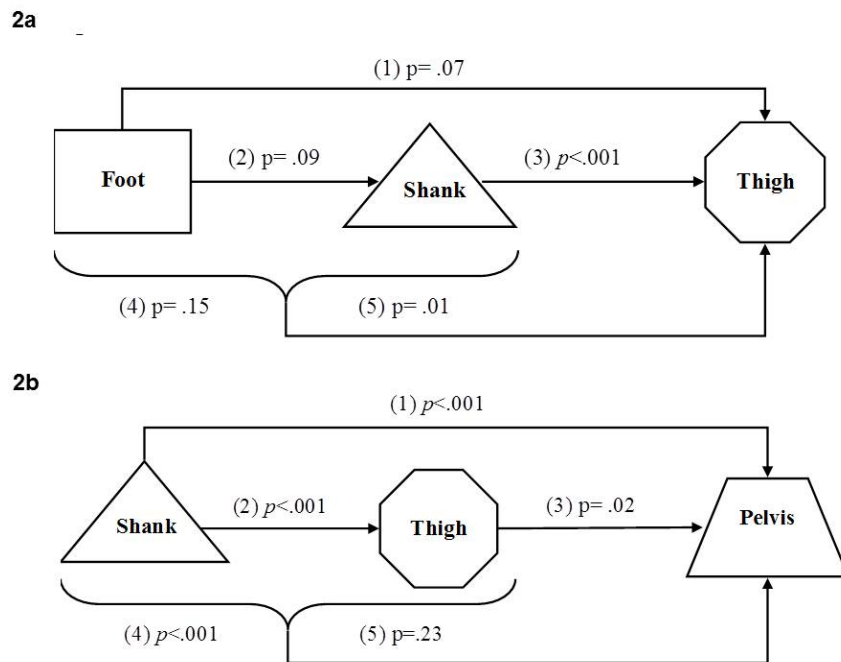 2a
(1) p= .07
Foot
(2) p= .09
Shank
(3) p<.001
Thigh
(4) p= .15
(5) p= .01
2b
(1) p<.001
Shank
(2) p<.001
Thigh
(3) p= .02
Pelvis
(4) p<.001
(5) p=.23